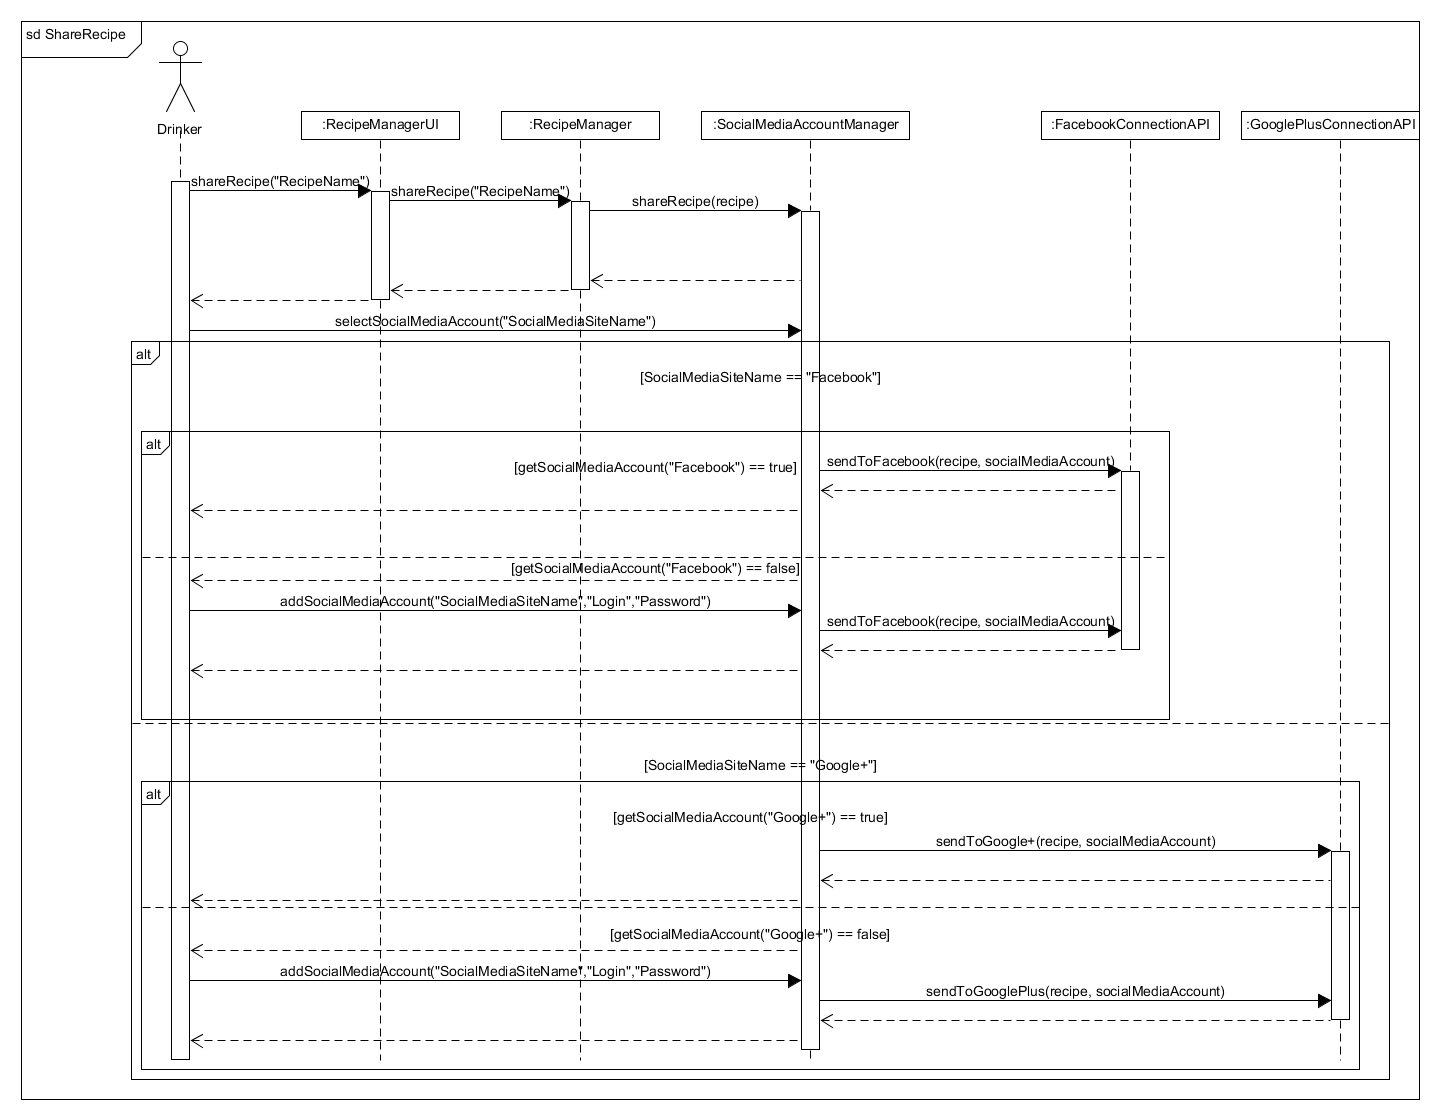 sd ShareRecipe
Drinker
:RecipeManagerUI
:RecipeManager
:SocialMediaAccountManager
:FacebookConnectionAPI
:GooglePlusConnectionAPI
shareRecipe("RecipeName")
shareRecipe("RecipeName")
shareRecipe(recipe)
selectSocialMediaAccount("SocialMediaSiteName")
alt
[SocialMediaSiteName == "Facebook"]
alt
[getSocialMediaAccount("Facebook") == true]
sendToFacebook(recipe, socialMediaAccount)
[getSocialMediaAccount("Facebook") == false]
addSocialMediaAccount("SocialMediaSiteName","Login","Password")
sendToFacebook(recipe, socialMediaAccount)
[SocialMediaSiteName == "Google+"]
alt
[getSocialMediaAccount("Google+") == true]
sendToGoogle+(recipe, socialMediaAccount)
[getSocialMediaAccount("Google+") == false]
addSocialMediaAccount("SocialMediaSiteName","Login","Password")
sendToGooglePlus(recipe, socialMediaAccount)